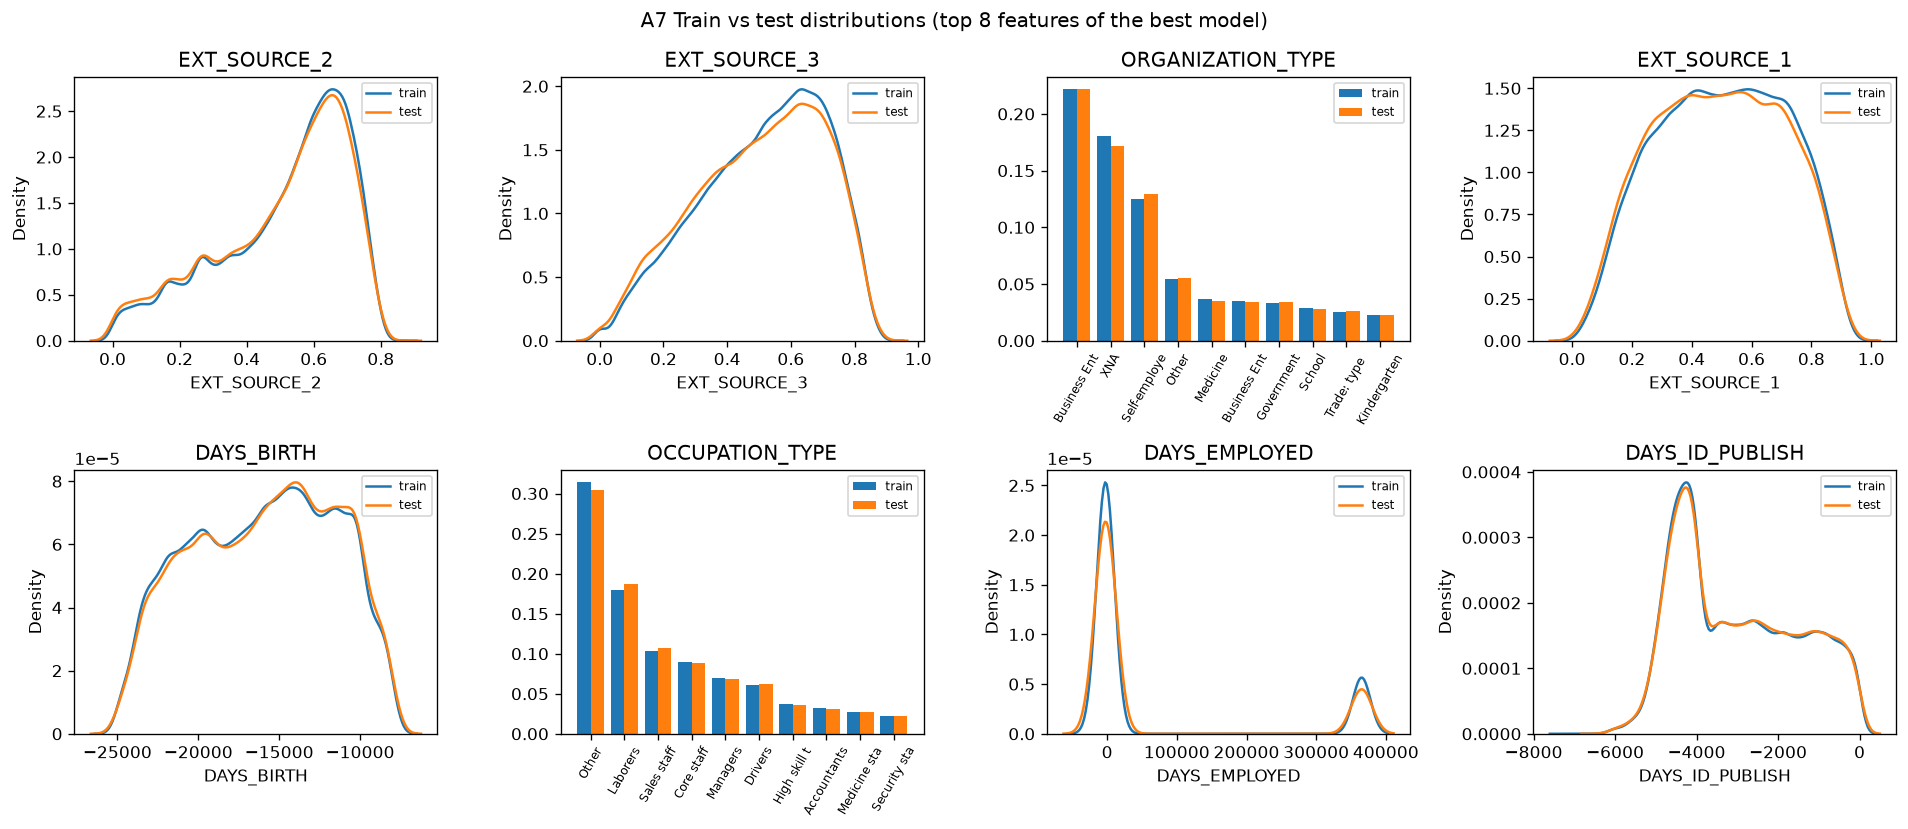 A7 Train vs test distributions (top 8 features of the best model)
EXT_SOURCE_2
train
test
Density
0.0
0.5
1.0
1.5
2.0
2.5
0.0 0.2 0.4 0.6 0.8
EXT_SOURCE_2
EXT_SOURCE_3
train
test
Density
0.0
0.5
1.0
1.5
2.0
0.0 0.2 0.4 0.6 0.8 1.0
EXT_SOURCE_3
ORGANIZATION_TYPE
train
test
0.00
0.05
0.10
0.15
0.20
Business Ent
XNA
Self-employe
Other
Medicine
Business Ent
Government
School
Trade: type
Kindergarten
EXT_SOURCE_1
train
test
Density
0.00
0.25
0.50
0.75
1.00
1.25
1.50
0.0 0.2 0.4 0.6 0.8 1.0
EXT_SOURCE_1
DAYS_BIRTH
1e−5
train
test
Density
0
2
4
6
8
−25000 −20000 −15000 −10000
DAYS_BIRTH
OCCUPATION_TYPE
train
test
0.00
0.05
0.10
0.15
0.20
0.25
0.30
Other
Laborers
Sales staff
Core staff
Managers
Drivers
High skill t
Accountants
Medicine sta
Security sta
DAYS_EMPLOYED
1e−5
train
test
Density
0.0
0.5
1.0
1.5
2.0
2.5
0 100000 200000 300000 400000
DAYS_EMPLOYED
DAYS_ID_PUBLISH
train
test
Density
0.0000
0.0001
0.0002
0.0003
0.0004
−8000 −6000 −4000 −2000 0
DAYS_ID_PUBLISH